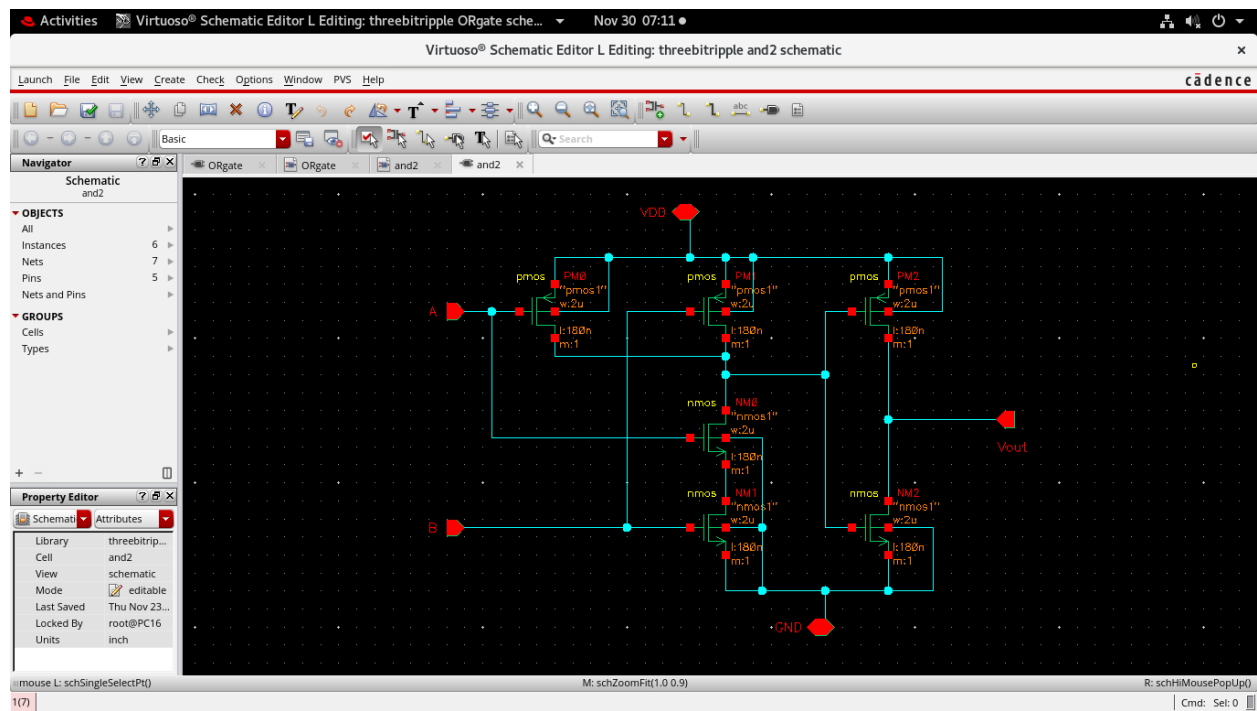 Activities Virtuoso® Schematic Editor L Editing: threebitripple ORgate sche... Nov 30 07:11
Virtuoso® Schematic Editor L Editing: threebitripple and2 schematic ×
Launch File Edit View Create Check Options Window PVS Help cādence
Basic Search
Navigator ? ORgate ORgate and2 and2
Schematic
and2
OBJECTS
All
Instances 6
Nets 7
Pins 5
Nets and Pins
GROUPS
Cells
Types
VDD
pmos PM0 pmos PM1 pmos PM2
"pmos1" "pmos1" "pmos1"
w:2u w:2u w:2u
A
l:180n l:180n l:180n
m:1 m:1 m:1
nmos NM0
"nmos1"
w:2u
Vout
l:180n
m:1
nmos NM1 nmos NM2
"nmos1" "nmos1"
w:2u w:2u
B
l:180n l:180n
m:1 m:1
GND
Property Editor ?
Schemati Attributes
Library threebitrip...
Cell and2
View schematic
Mode editable
Last Saved Thu Nov 23...
Locked By root@PC16
Units inch
mouse L: schSingleSelectPt() M: schZoomFit(1.0 0.9) R: schHiMousePopUp()
1(7) Cmd: Sel: 0